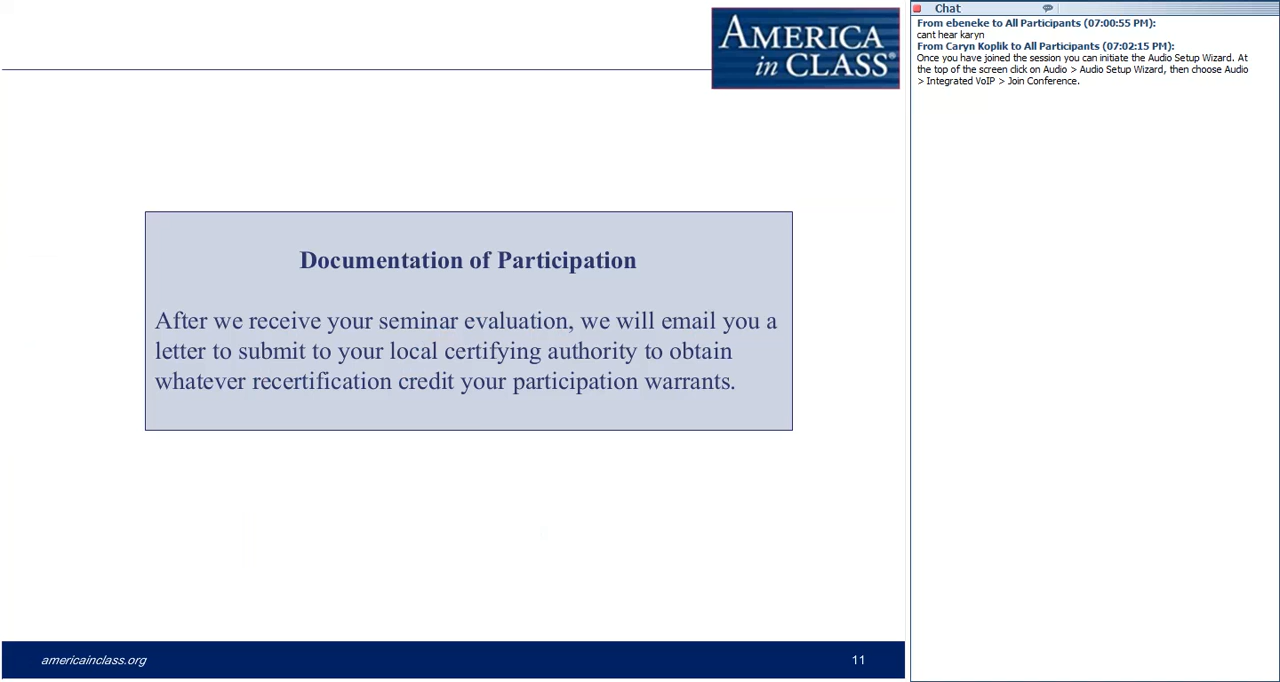 AMERICA
in CLASS®
Documentation of Participation
After we receive your seminar evaluation, we will email you a
letter to submit to your local certifying authority to obtain
whatever recertification credit your participation warrants.
americainclass.org
11
Chat
From ebeneke to All Participants (07:00:55 PM):
cant hear karyn
From Caryn Koplik to All Participants (07:02:15 PM):
Once you have joined the session you can initiate the Audio Setup Wizard. At
the top of the screen click on Audio > Audio Setup Wizard, then choose Audio
> Integrated VoIP > Join Conference.